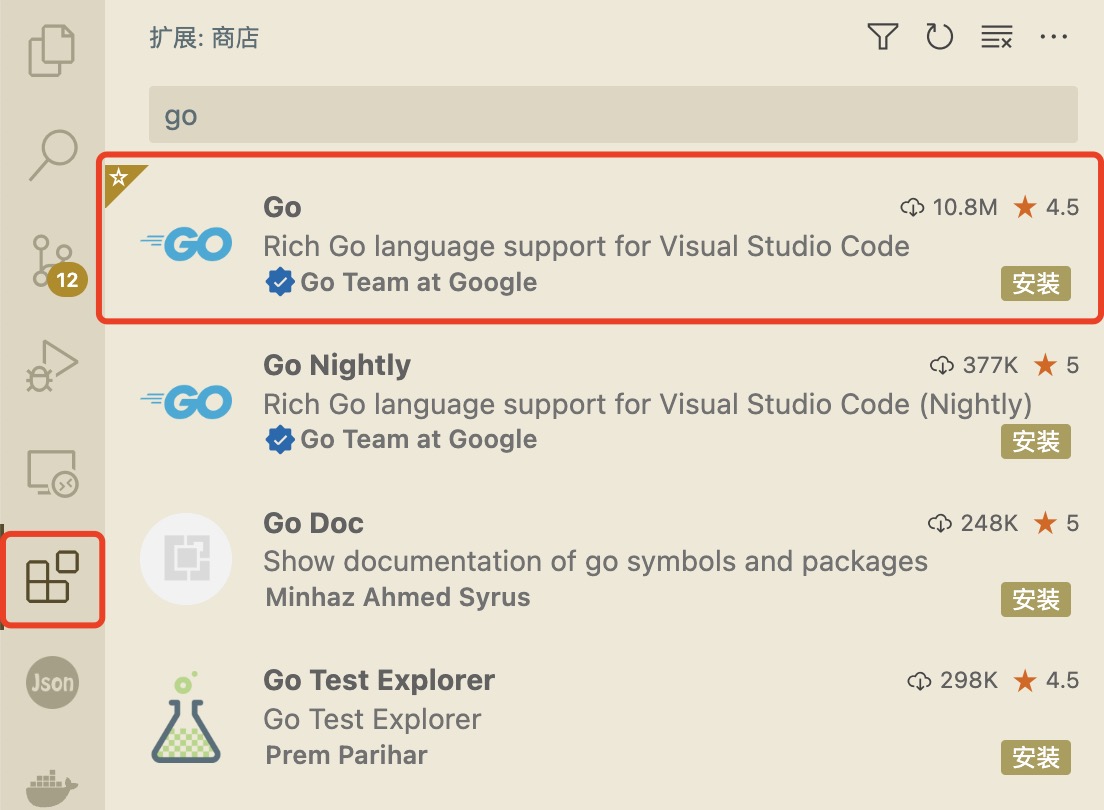 扩展: 商店
go
Go
10.8M
4.5
GO
Rich Go language support for Visual Studio Code
Go Team at Google
安装
12
Go Nightly
377K
5
GO
Rich Go language support for Visual Studio Code (Nightly)
Go Team at Google
安装
Go Doc
248K
5
Show documentation of go symbols and packages
Minhaz Ahmed Syrus
安装
Json
Go Test Explorer
298K
4.5
Go Test Explorer
Prem Parihar
安装